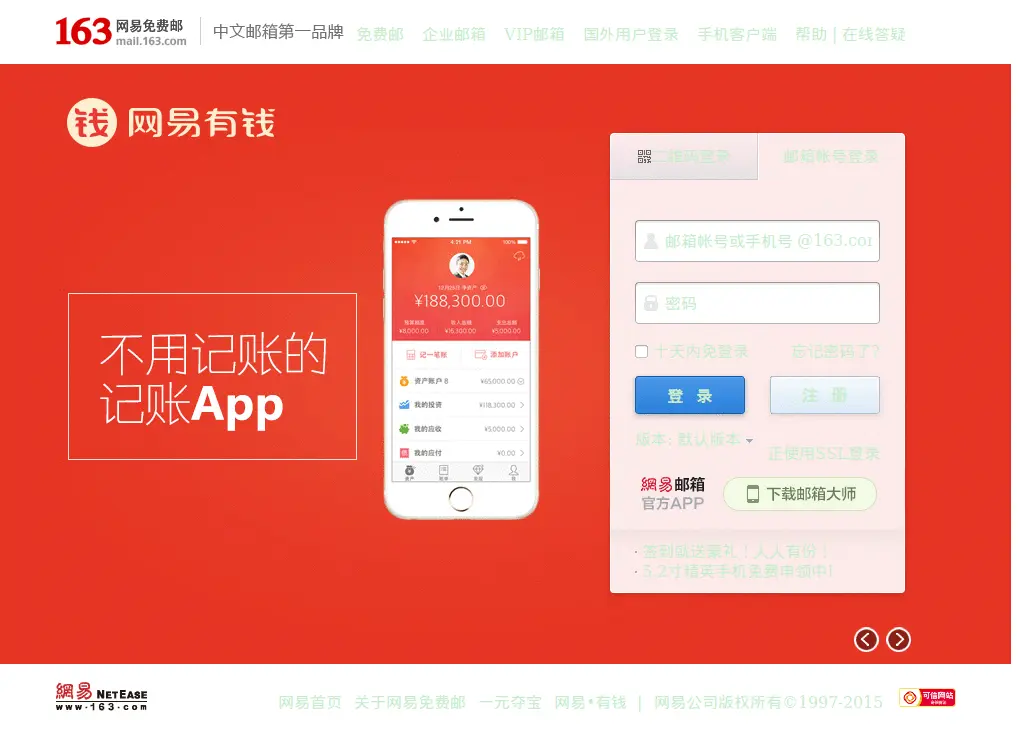 163 网易免费邮 mail.163.com 中文邮箱第一品牌 免费邮 企业邮箱 VIP邮箱 国外用户登录 手机客户端 帮助 | 在线答疑
钱 网易有钱
二维码登录 邮箱帐号登录
邮箱帐号或手机号 @163.com
密码
十天内免登录 忘记密码了?
登 录 注 册
版本: 默认版本
正使用SSL登录
網易邮箱
官方APP
下载邮箱大师
· 签到就送豪礼！人人有份！
· 5.2寸精英手机免费申领中!
不用记账的
记账App
4:21 PM 100%
12月25日 净资产
¥188,300.00
¥8,000.00 ¥16,300.00 ¥5,000.00
记一笔账 添加账户
资产账户 8 ¥65,000.00
我的投资 ¥118,300.00
我的应收 ¥5,000.00
我的应付 ¥0.00
網易 NETEASE
www.163.com
网易首页 关于网易免费邮 一元夺宝 网易•有钱 | 网易公司版权所有©1997-2015
可信网站